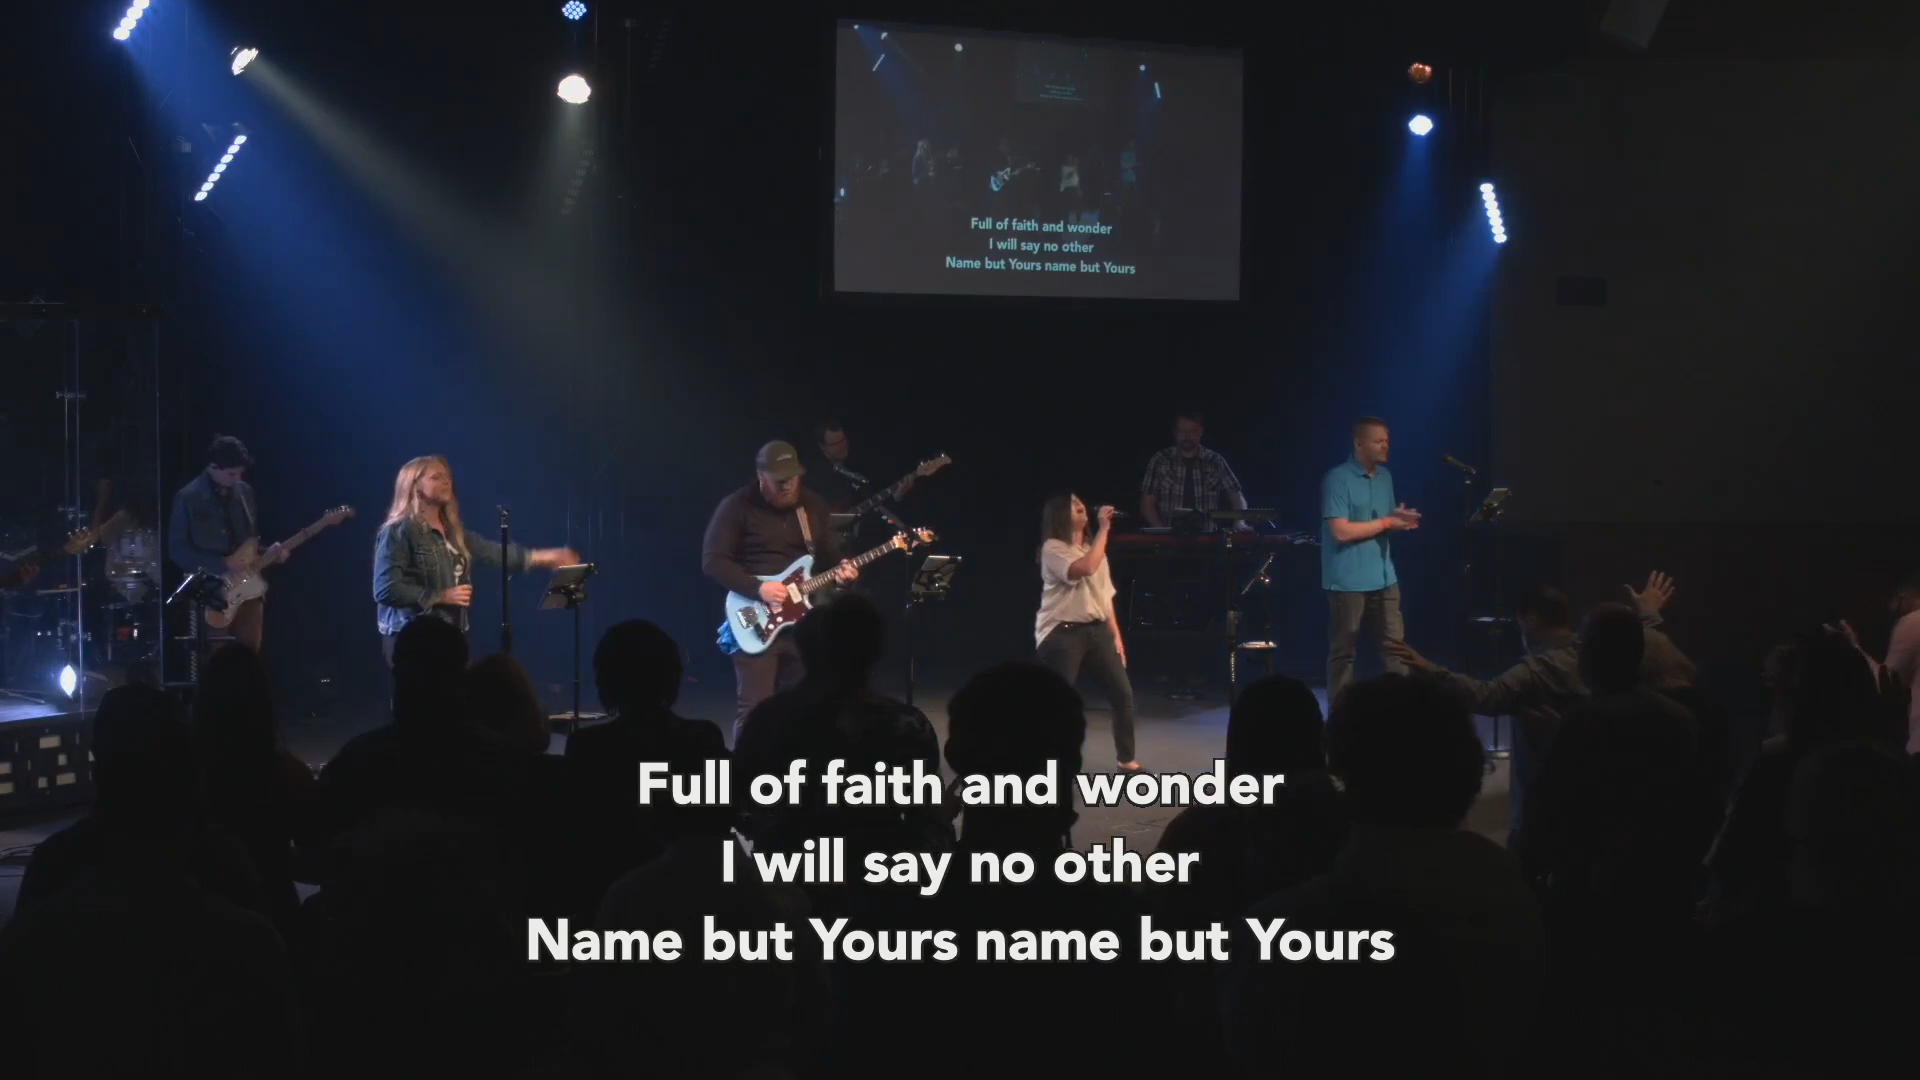 Full of faith and wonder
I will say no other
Name but Yours name but Yours
Full of faith and wonder
I will say no other
Name but Yours name but Yours